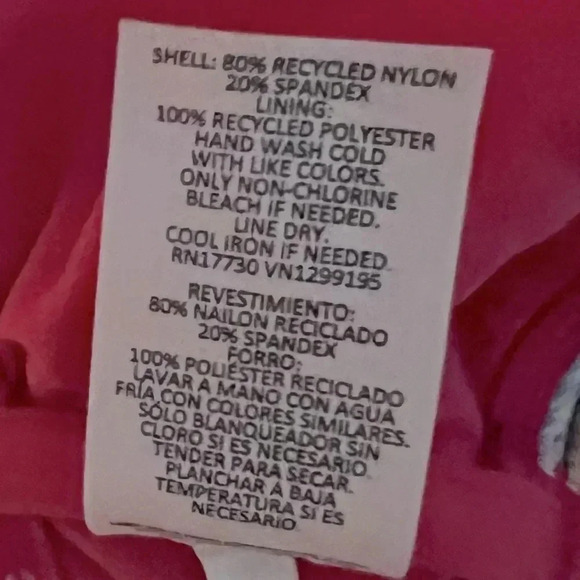 SHELL: 80% RECYCLED NYLON
20% SPANDEX
LINING:
100% RECYCLED POLYESTER
HAND WASH COLD
WITH LIKE COLORS.
ONLY NON-CHLORINE
BLEACH IF NEEDED.
LINE DRY.
COOL IRON IF NEEDED
RN17730 VN1299195
REVESTIMIENTO:
80% NAILON RECICLADO
20% SPANDEX
FORRO:
100% POLIÉSTER RECICLADO
LAVAR A MANO CON AGUA
FRÍA CON COLORES SIMILARES.
SÓLO BLANQUEADOR SIN
CLORO SI ES NECESARIO.
TENDER PARA SECAR.
PLANCHAR A BAJA
TEMPERATURA SI ES
NECESARIO